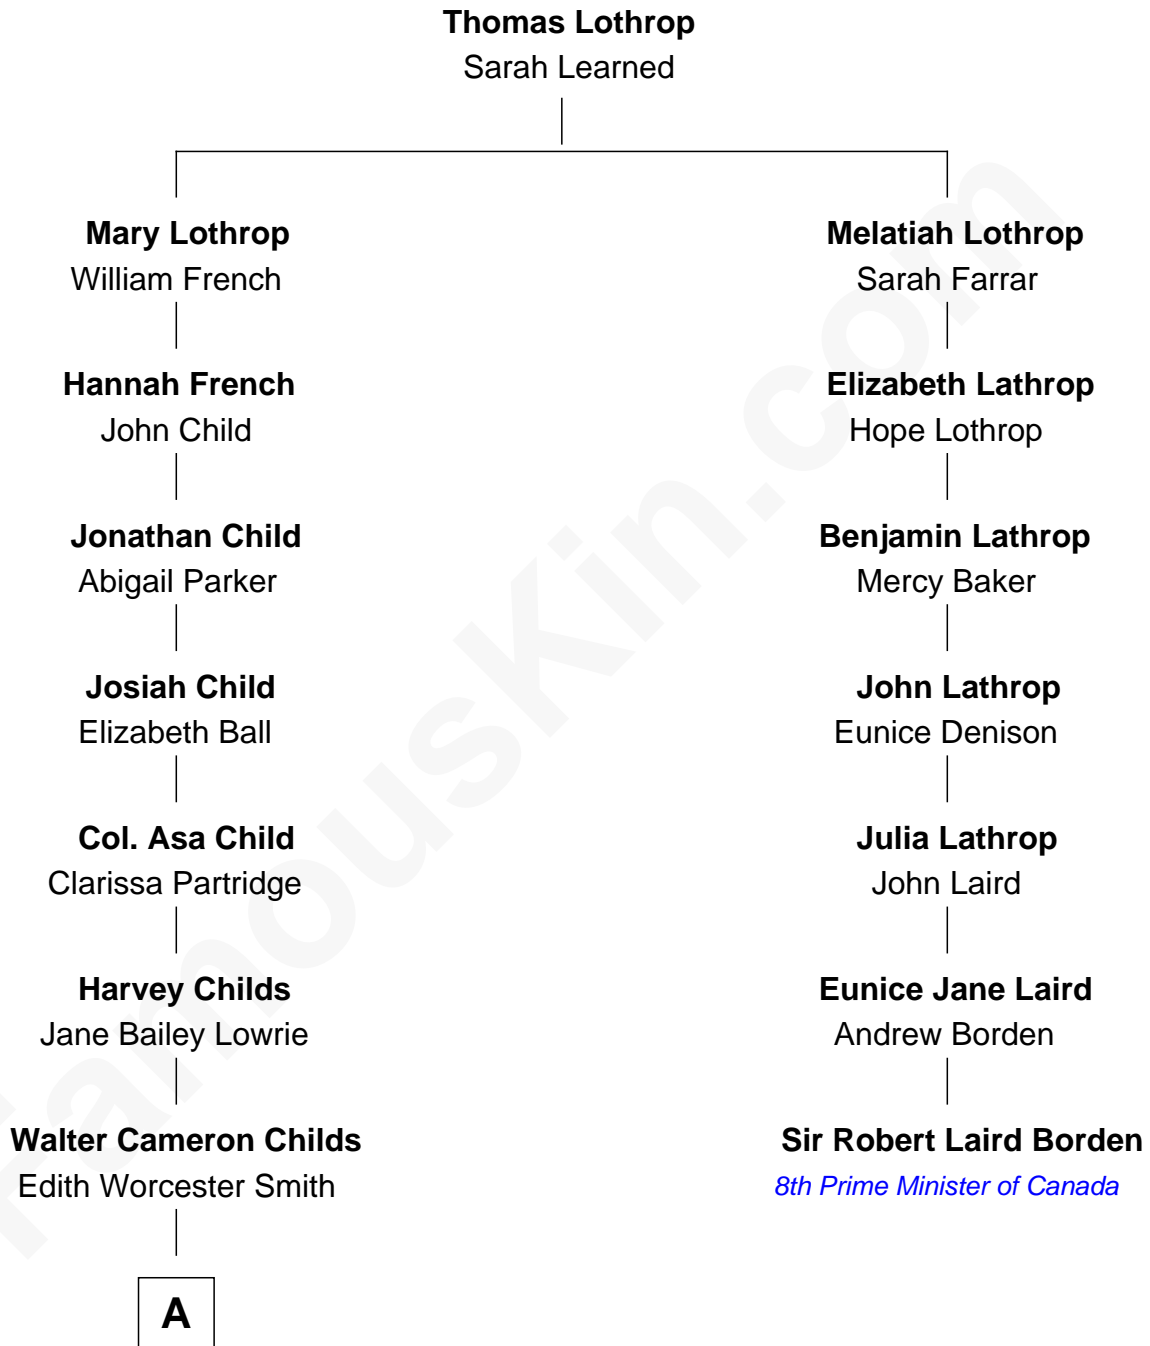 Thomas Lothrop
Sarah Learned
Mary Lothrop
William French
Melatiah Lothrop
Sarah Farrar
Hannah French
John Child
Elizabeth Lathrop
Hope Lothrop
Jonathan Child
Abigail Parker
Benjamin Lathrop
Mercy Baker
Josiah Child
Elizabeth Ball
John Lathrop
Eunice Denison
Col. Asa Child
Clarissa Partridge
Julia Lathrop
John Laird
Harvey Childs
Jane Bailey Lowrie
Eunice Jane Laird
Andrew Borden
Walter Cameron Childs
Edith Worcester Smith
Sir Robert Laird Borden
8th Prime Minister of Canada
A
FamousKin.com